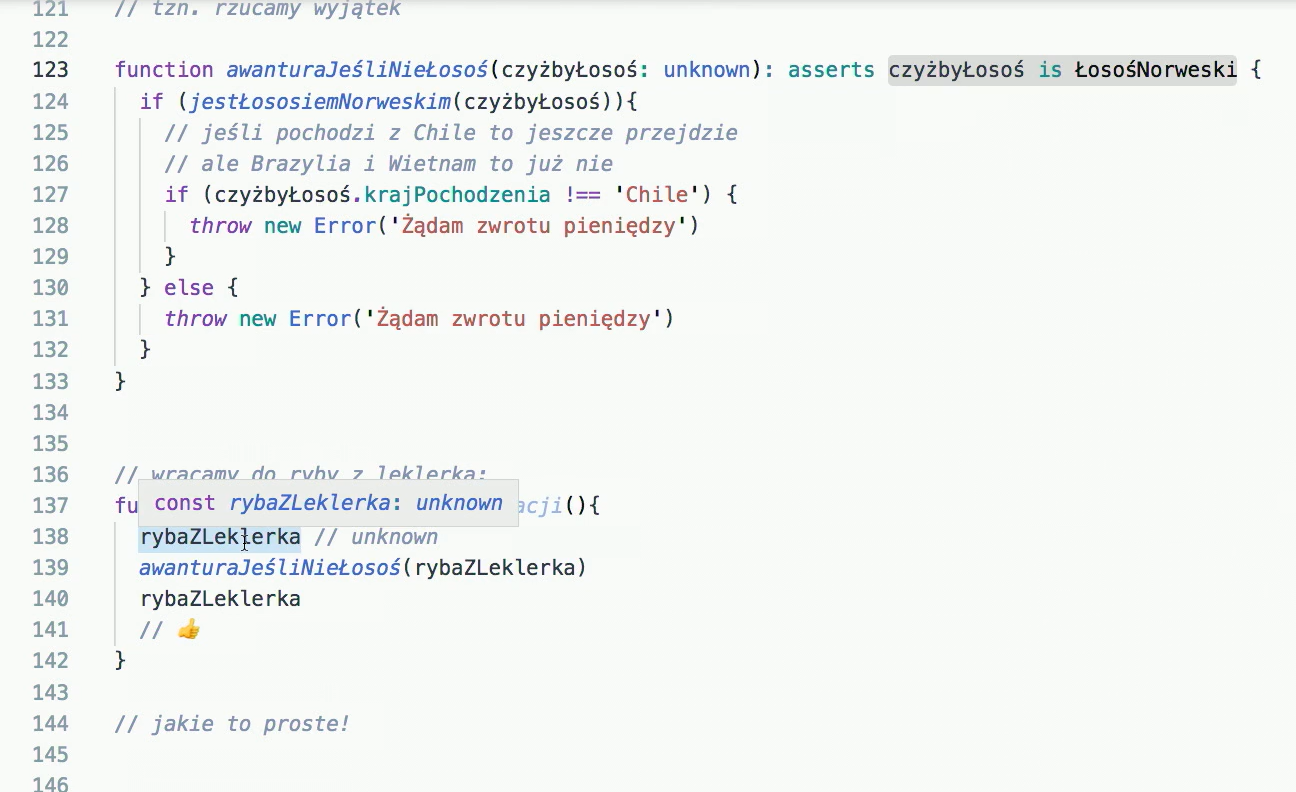 121 // tzn. rzucamy wyjątek
122
123 function awanturaJeśliNieŁosoś(czyżbyŁosoś: unknown): asserts czyżbyŁosoś is ŁosośNorweski {
124 if (jestŁososiemNorweskim(czyżbyŁosoś)){
125 // jeśli pochodzi z Chile to jeszcze przejdzie
126 // ale Brazylia i Wietnam to już nie
127 if (czyżbyŁosoś.krajPochodzenia !== 'Chile') {
128 throw new Error('Żądam zwrotu pieniędzy')
129 }
130 } else {
131 throw new Error('Żądam zwrotu pieniędzy')
132 }
133 }
134
135
136 // wracamy do ryby z leklerka:
const rybaZLeklerka: unknown
137 fu acji(){
138 rybaZLeklerka // unknown
139 awanturaJeśliNieŁosoś(rybaZLeklerka)
140 rybaZLeklerka
141 // 👍
142 }
143
144 // jakie to proste!
145
146